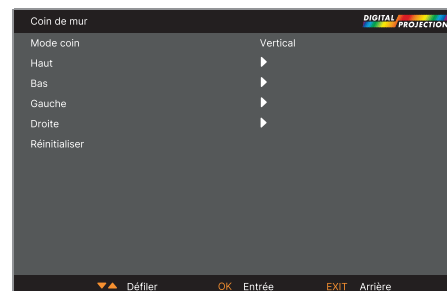 Coin de mur
DIGITAL PROJECTION
Mode coin Vertical
Haut
Bas
Gauche
Droite
Réinitialiser
Défiler OK Entrée EXIT Arrière